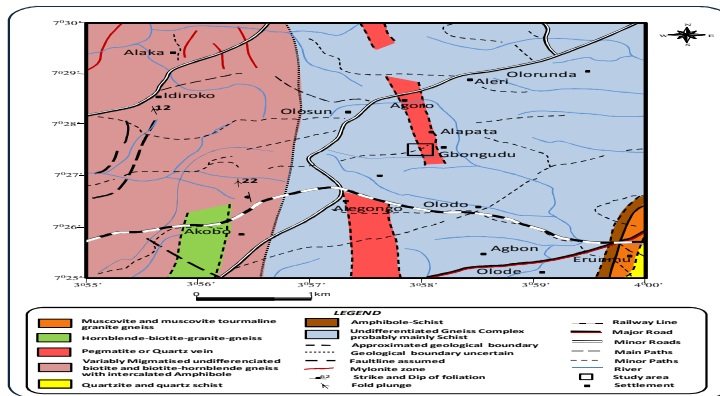 7°30'
7°29'
7°28'
7°27'
7°26'
7°25'
N
W E
S
Alaka
Idiroko
12
Olosun
Agoro
Aleri
Olorunda
Alapata
Gbongudu
22
Alegongo
Olodo
Akobo
Agbon
Olode
Erunmu
3°55'
3°56'
3°57'
3°58'
3°59'
4°00'
0 1km
LEGEND
Muscovite and muscovite tourmaline
granite gneiss
Hornblende-biotite-granite-gneiss
Pegmatite or Quartz vein
Variably Migmatised undifferenciated
biotite and biotite-hornblende gneiss
with intercalated Amphibole
Quartzite and quartz schist
Amphibole-Schist
Undifferentiated Gneiss Complex
probably mainly Schist
Approximated geological boundary
Geological boundary uncertain
Faultline assumed
Mylonite zone
82 Strike and Dip of foliation
Fold plunge
Railway Line
Major Road
Minor Roads
Main Paths
Minor Paths
River
Study area
Settlement